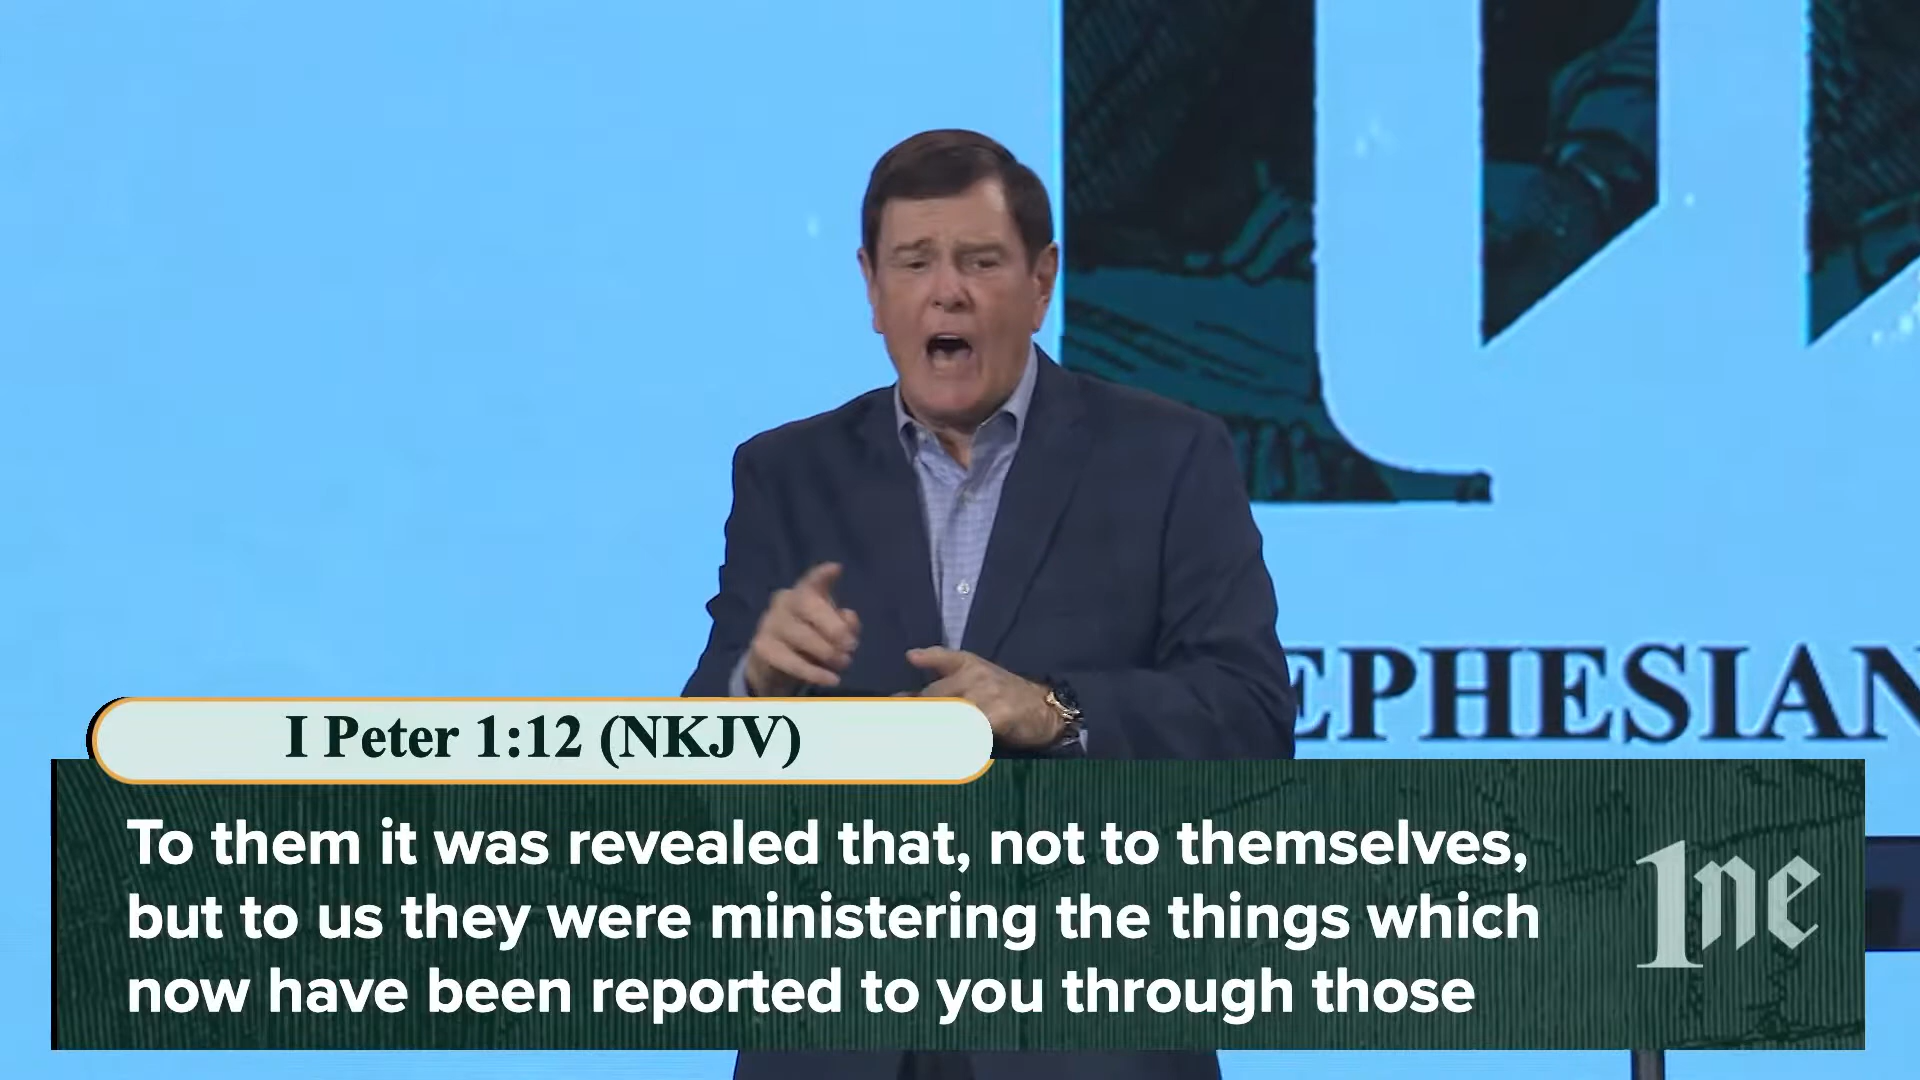 EPHESIAN
I Peter 1:12 (NKJV)
To them it was revealed that, not to themselves,
but to us they were ministering the things which
now have been reported to you through those
1ne